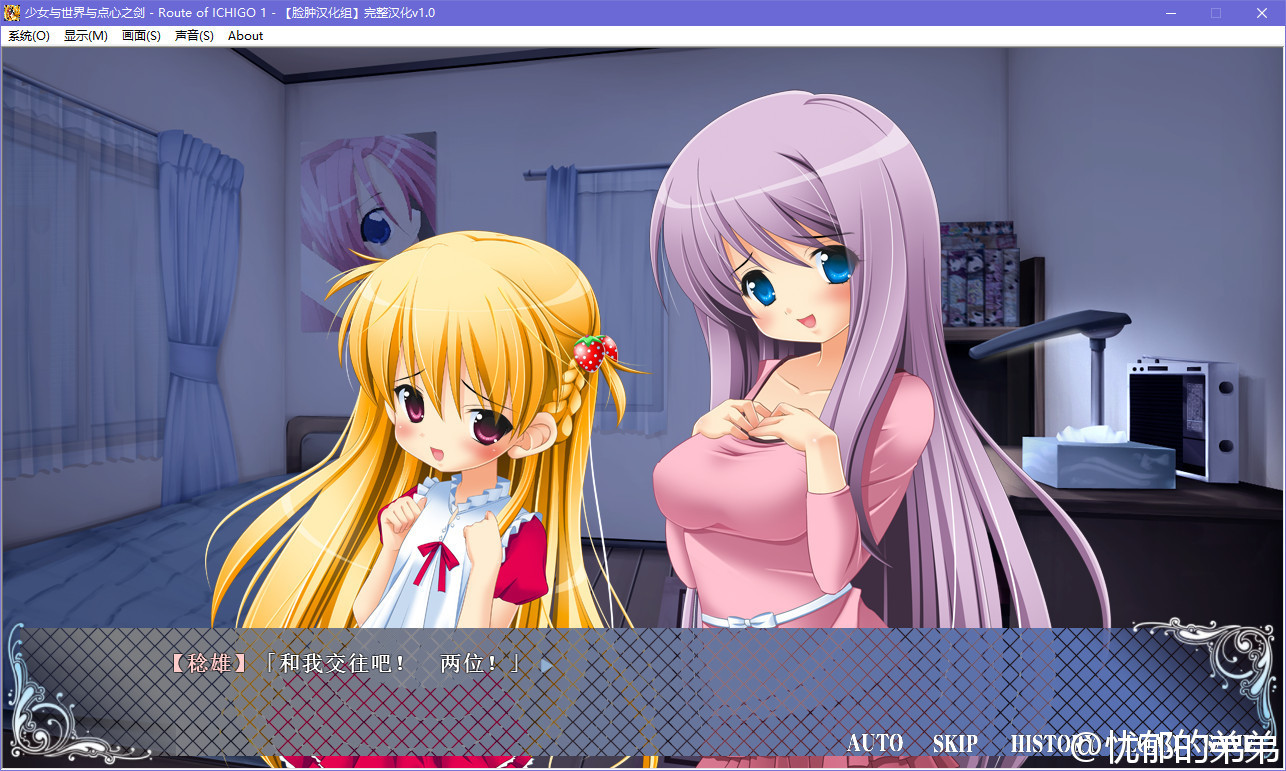 少女与世界与点心之剑 - Route of ICHIGO 1 - 【脸肿汉化组】完整汉化v1.0
系统(O) 显示(M) 画面(S) 声音(S) About
【稔雄】「和我交往吧！ 两位！」
AUTO SKIP HISTO
@忧郁的弟弟